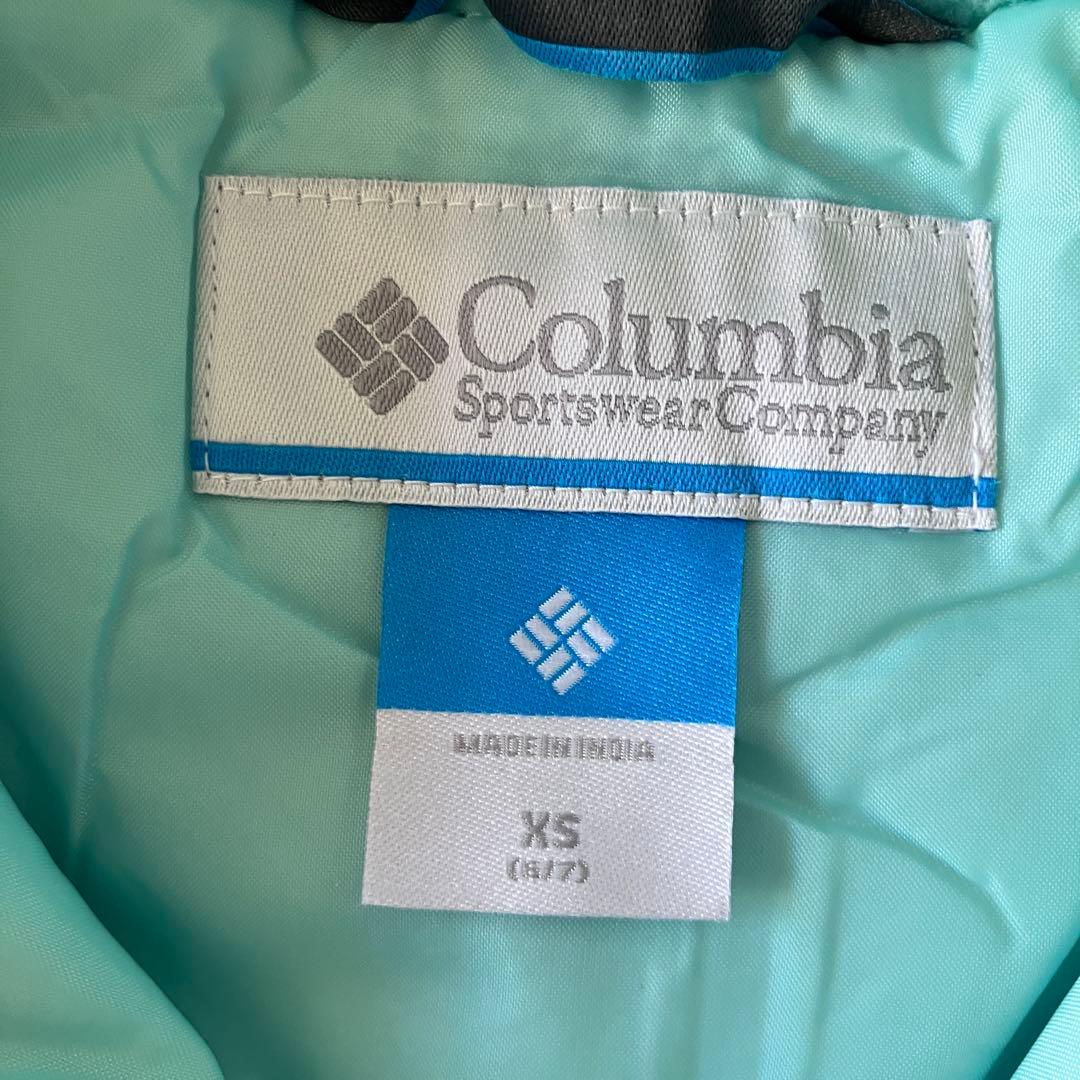 Columbia
Sportswear Company
MADE IN INDIA
XS
(6/7)